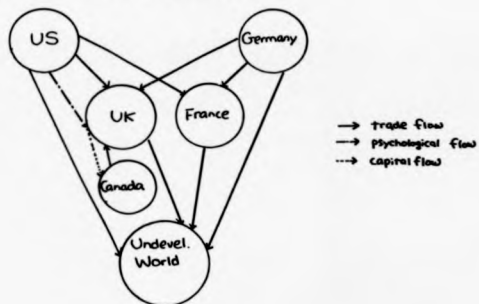 US
Germany
UK
France
Canada
Undevel.
World
trade flow
psychological flow
capital flow